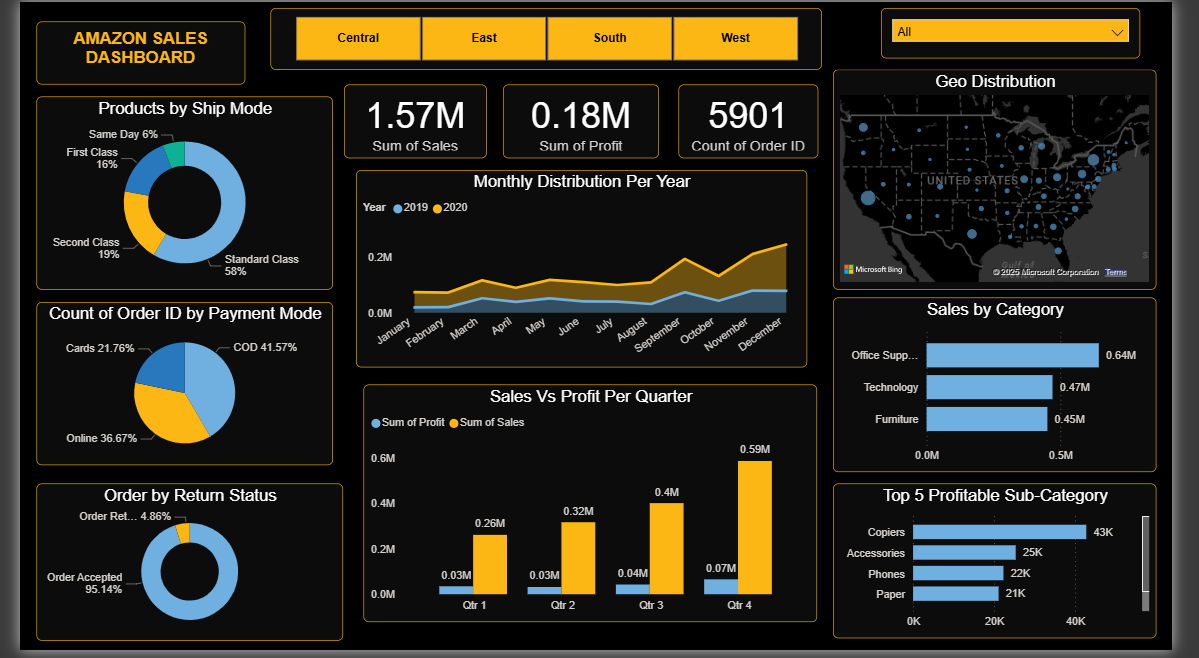 AMAZON SALES
DASHBOARD
Central
East
South
West
All
Products by Ship Mode
Same Day 6%
First Class
16%
Second Class
19%
Standard Class
58%
1.57M
Sum of Sales
0.18M
Sum of Profit
5901
Count of Order ID
Geo Distribution
UNITED STATES
Gulf of
Microsoft Bing
© 2025 Microsoft Corporation Terms
Monthly Distribution Per Year
Year 2019 2020
0.2M
0.0M
January
February
March
April
May
June
July
August
September
October
November
December
Count of Order ID by Payment Mode
Cards 21.76%
COD 41.57%
Online 36.67%
Sales by Category
Office Supp...
0.64M
Technology
0.47M
Furniture
0.45M
0.0M
0.5M
Sales Vs Profit Per Quarter
Sum of Profit Sum of Sales
0.6M
0.4M
0.2M
0.0M
0.03M
0.26M
0.03M
0.32M
0.04M
0.4M
0.07M
0.59M
Qtr 1
Qtr 2
Qtr 3
Qtr 4
Order by Return Status
Order Ret... 4.86%
Order Accepted
95.14%
Top 5 Profitable Sub-Category
Copiers
43K
Accessories
25K
Phones
22K
Paper
21K
0K
20K
40K